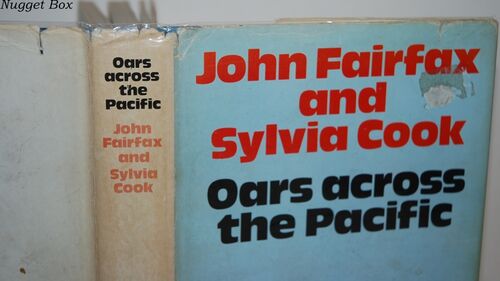 Nugget Box
Oars
across
the
Pacific
John
Fairfax
and
Sylvia
Cook
John Fairfax
and
Sylvia Cook
Oars across
the Pacific